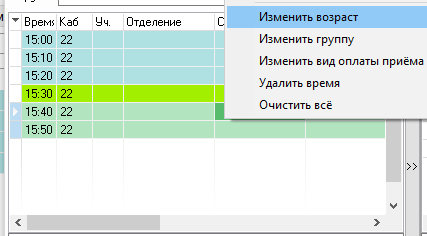 Время Каб Уч. Отделение С
15:00 22
15:10 22
15:20 22
15:30 22
15:40 22
15:50 22
Изменить возраст
Изменить группу
Изменить вид оплаты приёма
Удалить время
Очистить всё
>>